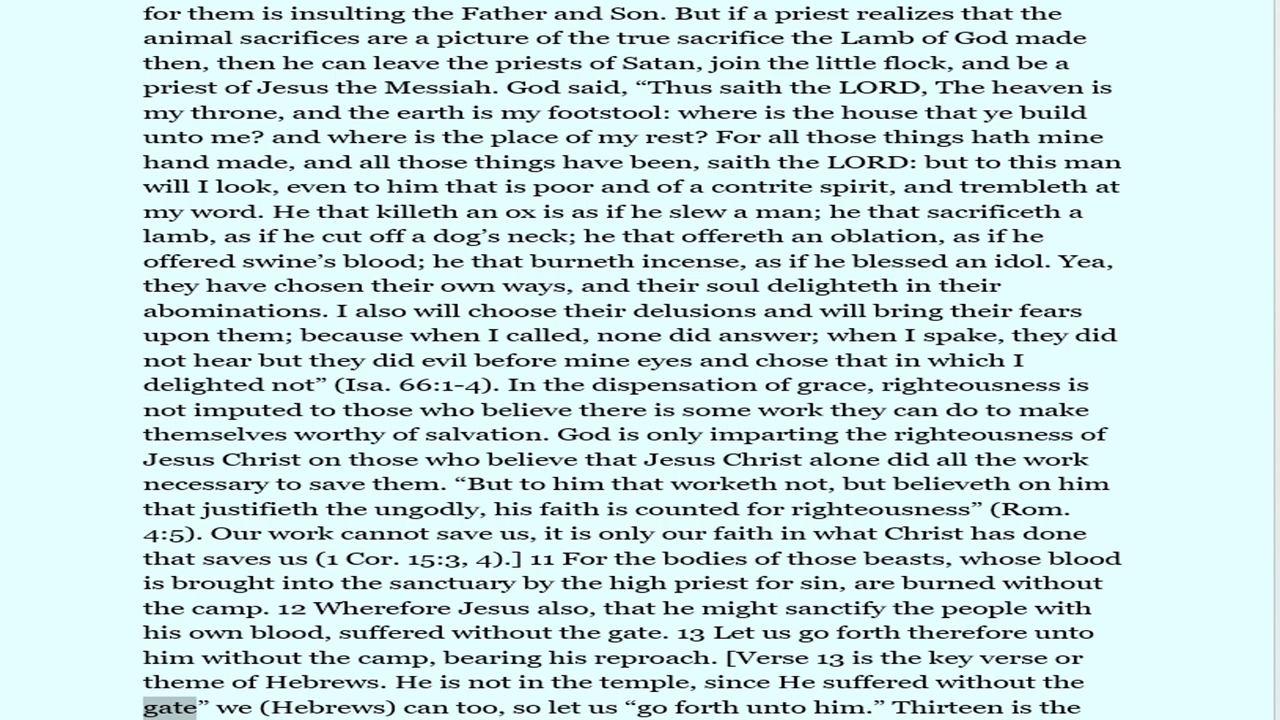 for them is insulting the Father and Son. But if a priest realizes that the
animal sacrifices are a picture of the true sacrifice the Lamb of God made
then, then he can leave the priests of Satan, join the little flock, and be a
priest of Jesus the Messiah. God said, “Thus saith the LORD, The heaven is
my throne, and the earth is my footstool: where is the house that ye build
unto me? and where is the place of my rest? For all those things hath mine
hand made, and all those things have been, saith the LORD: but to this man
will I look, even to him that is poor and of a contrite spirit, and trembleth at
my word. He that killeth an ox is as if he slew a man; he that sacrificeth a
lamb, as if he cut off a dog’s neck; he that offereth an oblation, as if he
offered swine’s blood; he that burneth incense, as if he blessed an idol. Yea,
they have chosen their own ways, and their soul delighteth in their
abominations. I also will choose their delusions and will bring their fears
upon them; because when I called, none did answer; when I spake, they did
not hear but they did evil before mine eyes and chose that in which I
delighted not” (Isa. 66:1-4). In the dispensation of grace, righteousness is
not imputed to those who believe there is some work they can do to make
themselves worthy of salvation. God is only imparting the righteousness of
Jesus Christ on those who believe that Jesus Christ alone did all the work
necessary to save them. “But to him that worketh not, but believeth on him
that justifieth the ungodly, his faith is counted for righteousness” (Rom.
4:5). Our work cannot save us, it is only our faith in what Christ has done
that saves us (1 Cor. 15:3, 4).] 11 For the bodies of those beasts, whose blood
is brought into the sanctuary by the high priest for sin, are burned without
the camp. 12 Wherefore Jesus also, that he might sanctify the people with
his own blood, suffered without the gate. 13 Let us go forth therefore unto
him without the camp, bearing his reproach. [Verse 13 is the key verse or
theme of Hebrews. He is not in the temple, since He suffered without the
gate” we (Hebrews) can too, so let us “go forth unto him.” Thirteen is the